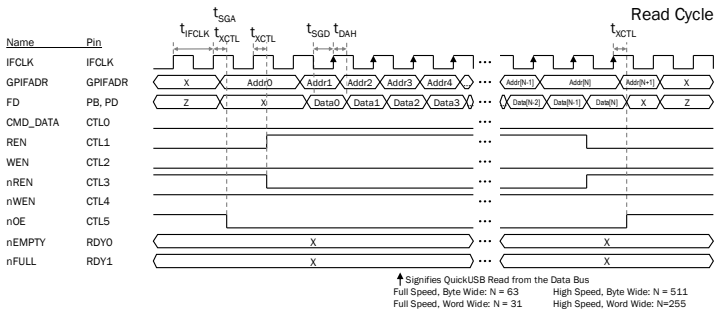 Read Cycle
tSGA
tIFCLK tXCTL tXCTL tSGD tDAH tXCTL
Name Pin
IFCLK IFCLK
GPIFADR GPIFADR X Addr0 Addr1 Addr2 Addr3 Addr4 Addr[N-1] Addr[N] Addr[N+1] X
FD PB, PD Z X Data0 Data1 Data2 Data3 Data[N-2] Data[N-1] Data[N] X Z
CMD_DATA CTL0
REN CTL1
WEN CTL2
nREN CTL3
nWEN CTL4
nOE CTL5
nEMPTY RDY0 X X
nFULL RDY1 X X
Signifies QuickUSB Read from the Data Bus
Full Speed, Byte Wide: N = 63 High Speed, Byte Wide: N = 511
Full Speed, Word Wide: N = 31 High Speed, Word Wide: N=255